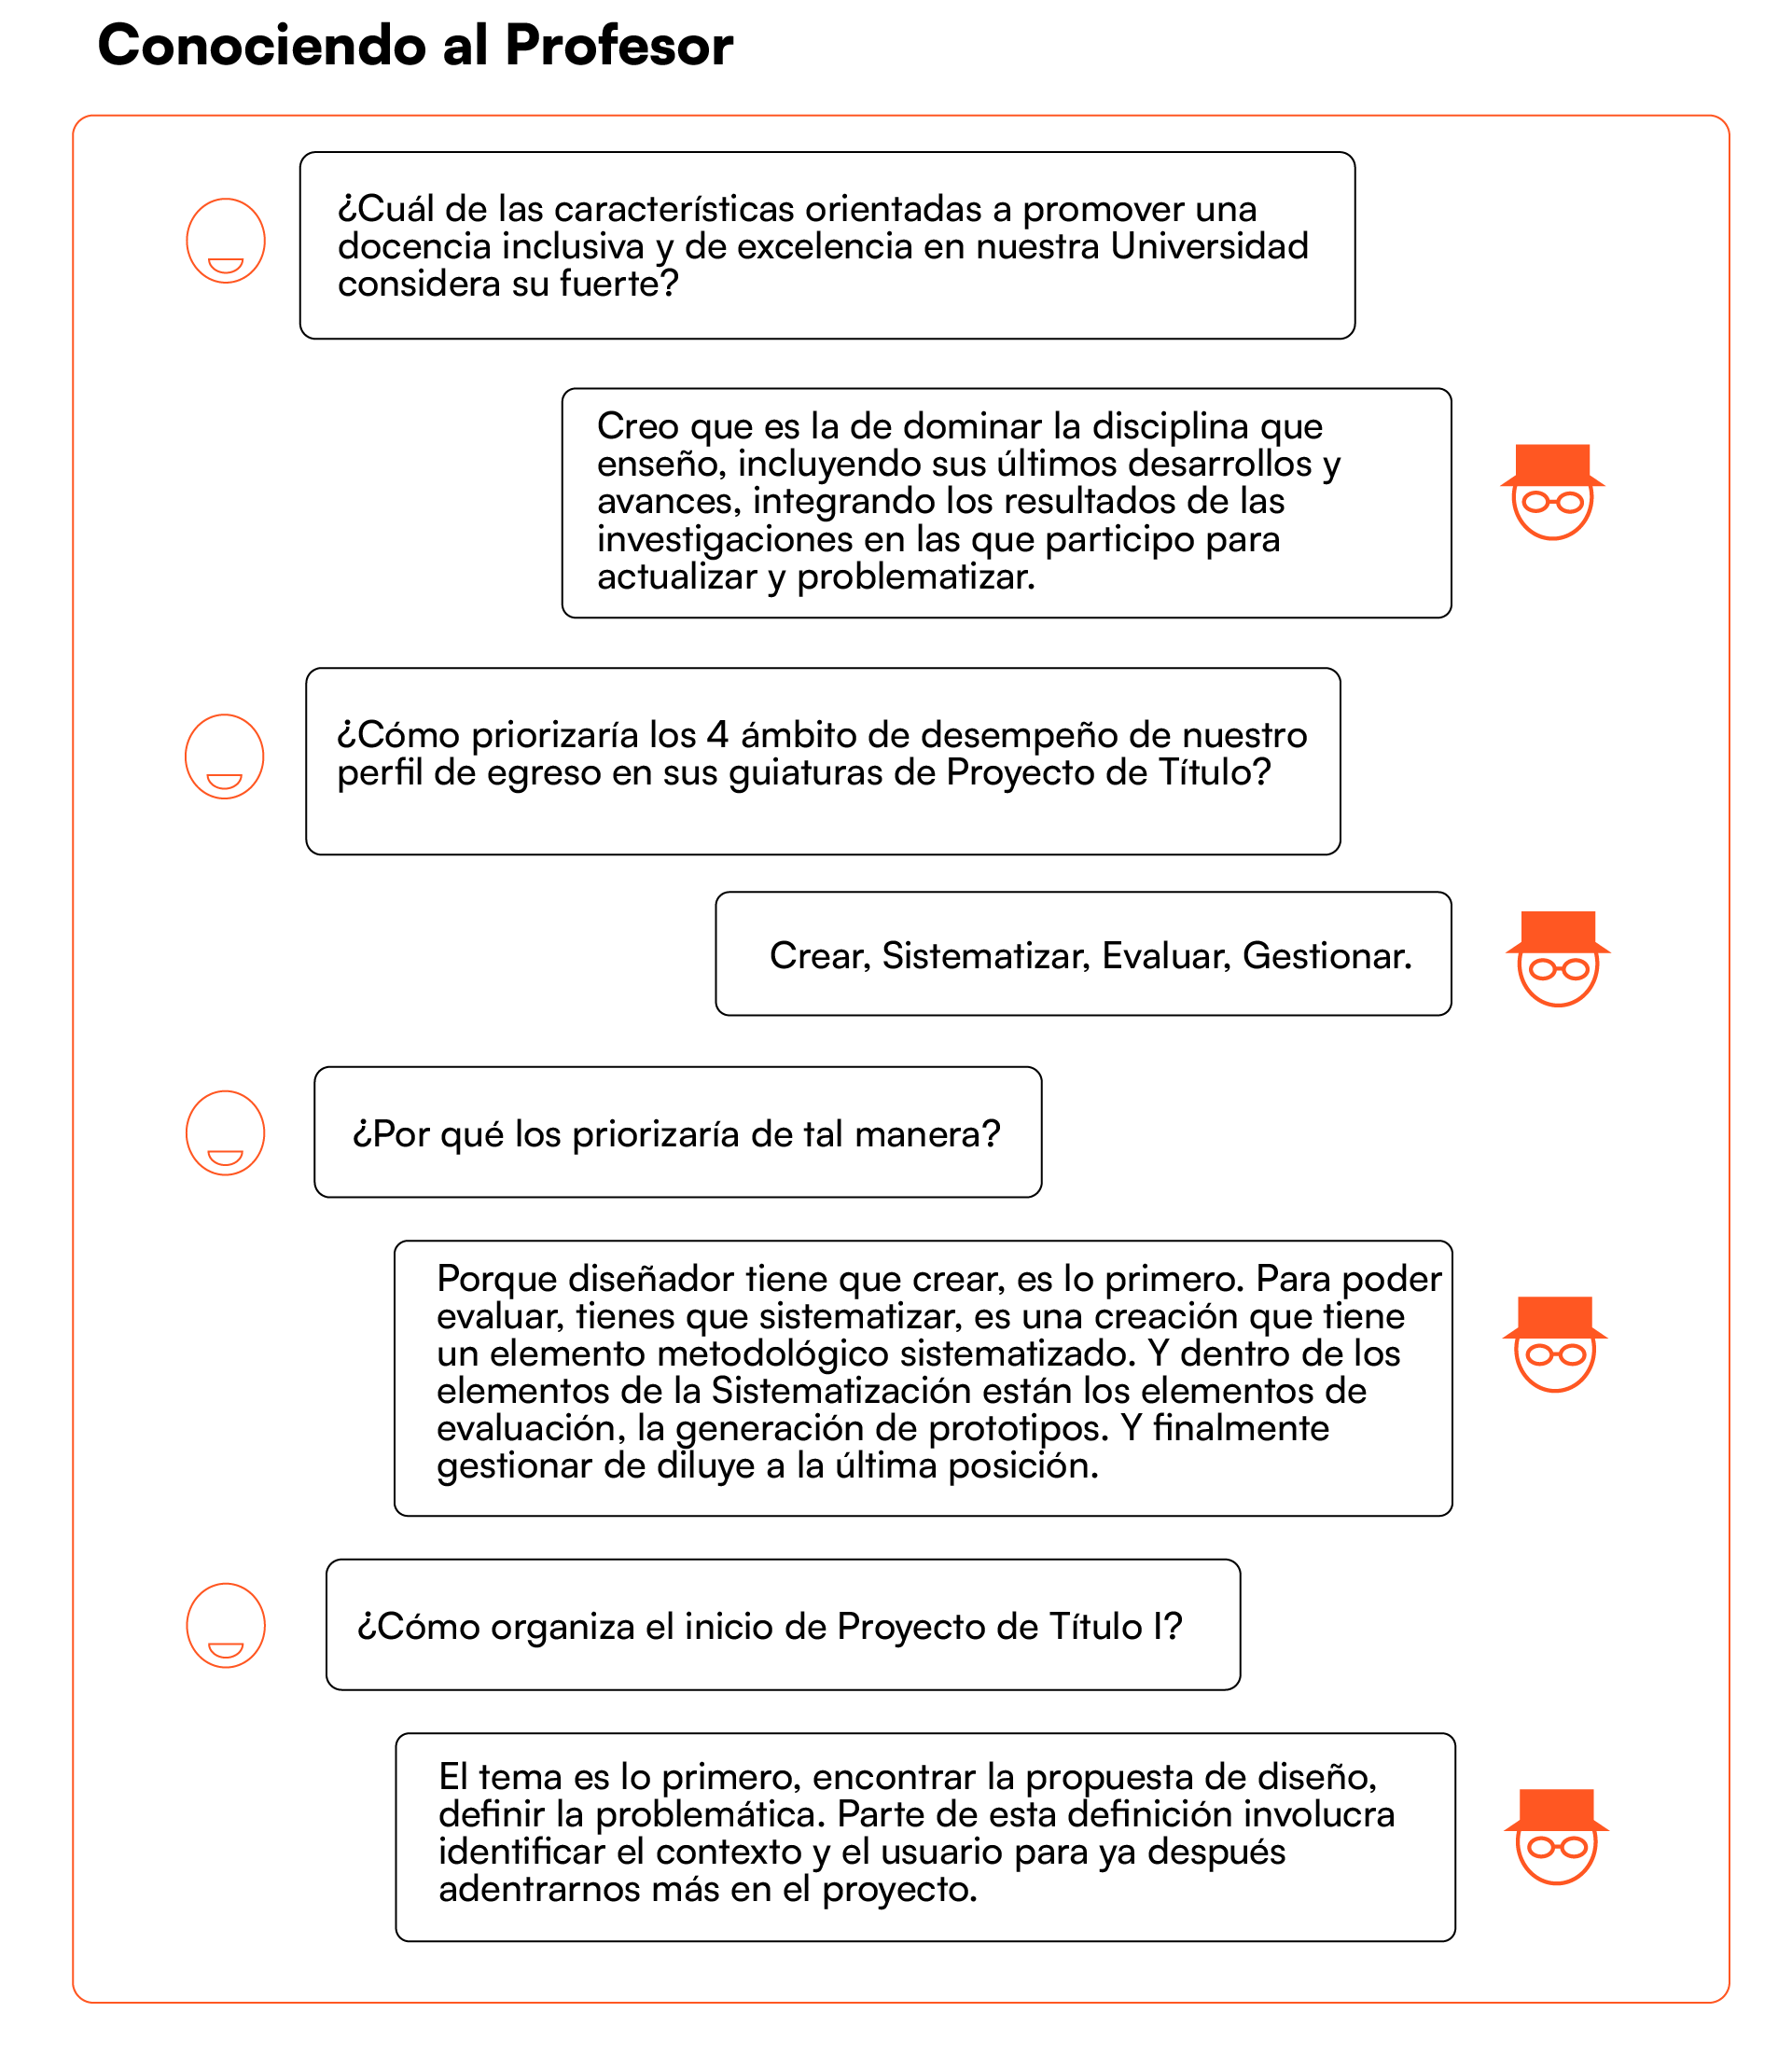 Conociendo al Profesor
¿Cuál de las características orientadas a promover una
docencia inclusiva y de excelencia en nuestra Universidad
considera su fuerte?
Creo que es la de dominar la disciplina que
enseño, incluyendo sus últimos desarrollos y
avances, integrando los resultados de las
investigaciones en las que participo para
actualizar y problematizar.
¿Cómo priorizaría los 4 ámbito de desempeño de nuestro
perfil de egreso en sus guiaturas de Proyecto de Título?
Crear, Sistematizar, Evaluar, Gestionar.
¿Por qué los priorizaría de tal manera?
Porque diseñador tiene que crear, es lo primero. Para poder
evaluar, tienes que sistematizar, es una creación que tiene
un elemento metodológico sistematizado. Y dentro de los
elementos de la Sistematización están los elementos de
evaluación, la generación de prototipos. Y finalmente
gestionar de diluye a la última posición.
¿Cómo organiza el inicio de Proyecto de Título I?
El tema es lo primero, encontrar la propuesta de diseño,
definir la problemática. Parte de esta definición involucra
identificar el contexto y el usuario para ya después
adentrarnos más en el proyecto.